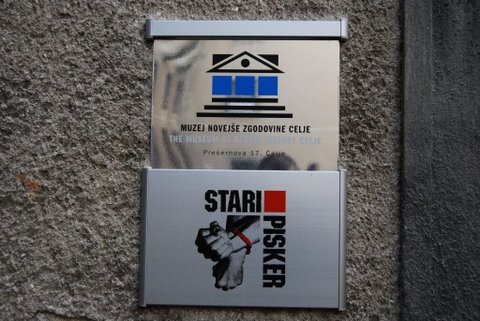 MUZEJ NOVEJŠE ZGODOVINE CELJE
THE MUSEUM OF RECENT HISTORY CELJE
Prešernova 17, Celje
STARI
PISKER